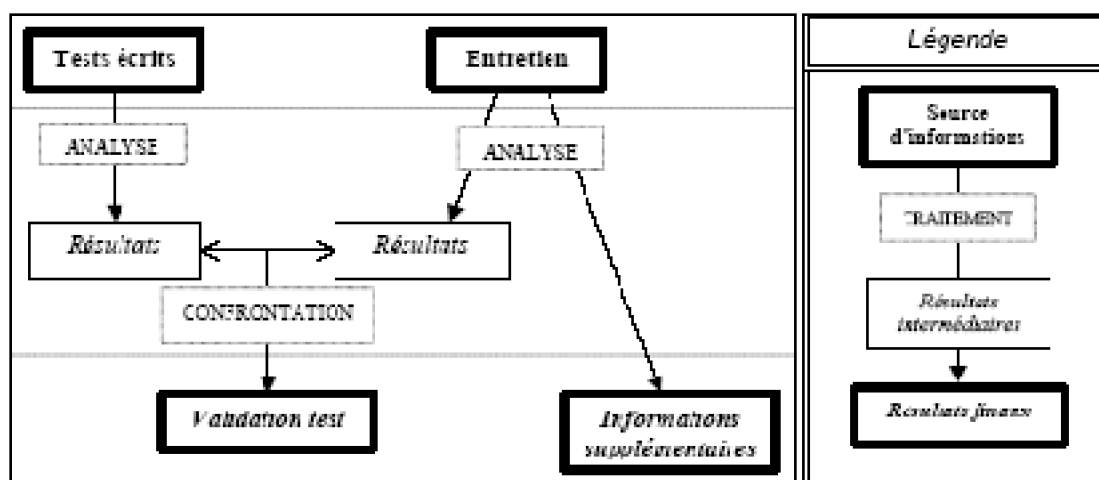 Tests écrits
Entretien
ANALYSE
ANALYSE
Résultats
Résultats
CONFRONTATION
Validation test
Informations
supplémentaires
Légende
Source
d'informations
TRAITEMENT
Résultats
intermédiaires
Résultats finaux